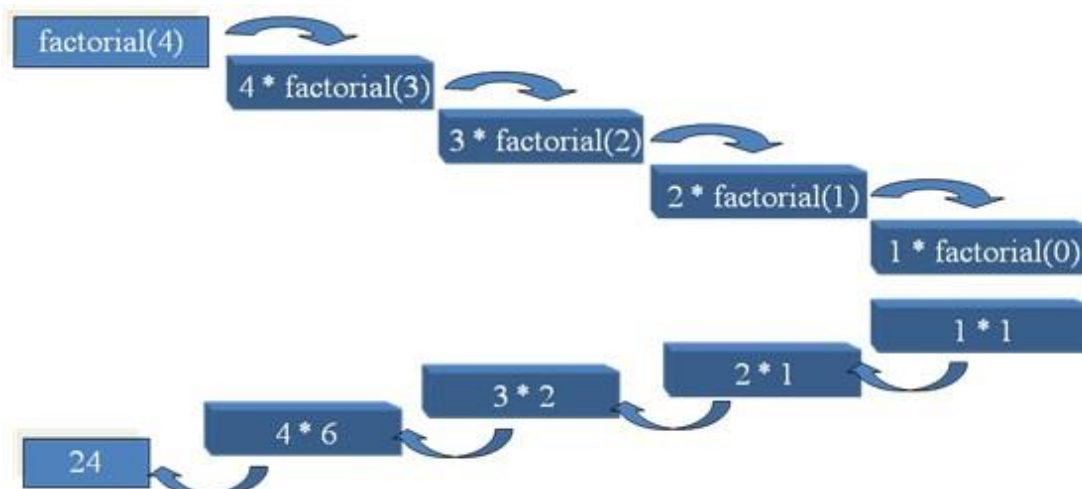 factorial(4)
4 * factorial(3)
3 * factorial(2)
2 * factorial(1)
1 * factorial(0)
1 * 1
2 * 1
3 * 2
4 * 6
24